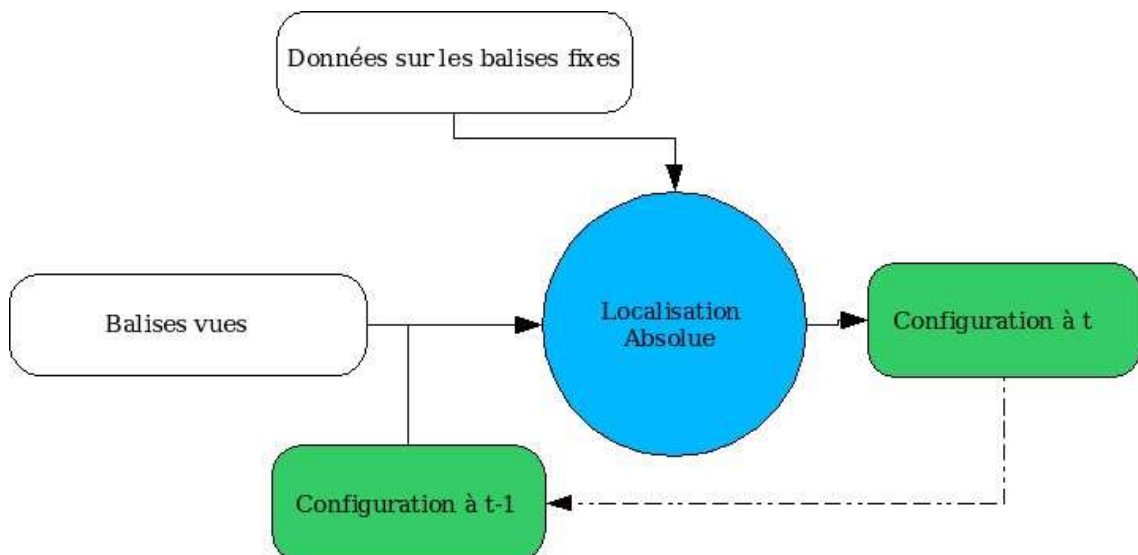 Données sur les balises fixes
Balises vues
Localisation
Absolue
Configuration à t
Configuration à t-1